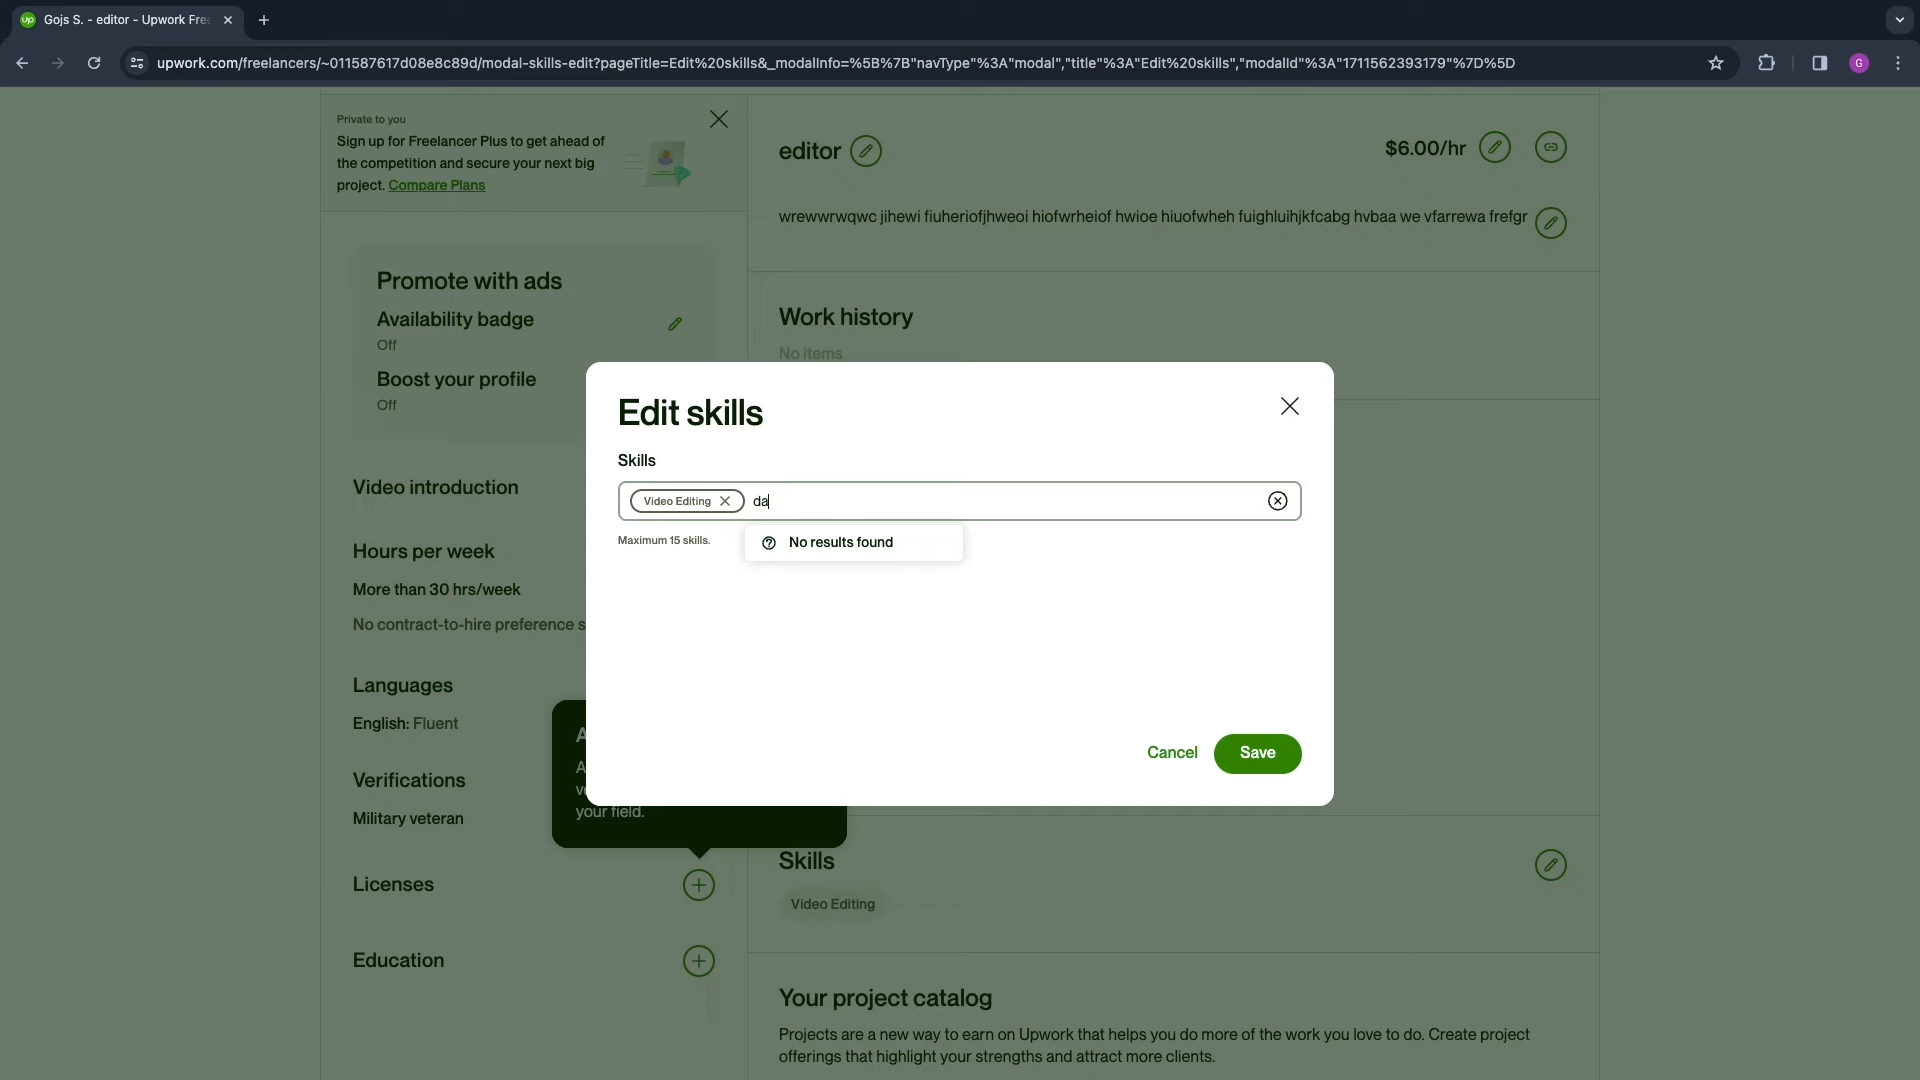 Gojs S. - editor - Upwork Fre
upwork.com/freelancers/~011587617d08e8c89d/modal-skills-edit?pageTitle=Edit%20skills&_modalInfo=%5B%7B"navType"%3A"modal","title"%3A"Edit%20skills","modalId"%3A"1711562393179"%7D%5D
G
Private to you
Sign up for Freelancer Plus to get ahead of
the competition and secure your next big
project. Compare Plans
editor
$6.00/hr
wrewwrwqwc jihewi fiuheriofjhweoi hiofwrheiof hwioe hiuofwheh fuighluihjkfcabg hvbaa we vfarrewa frefgr
Promote with ads
Availability badge
Off
Boost your profile
Off
Work history
No items
Edit skills
Skills
Video Editing
da
Maximum 15 skills.
No results found
Cancel
Save
Video introduction
Hours per week
More than 30 hrs/week
No contract-to-hire preference s
Languages
English: Fluent
Verifications
Military veteran
your field.
Licenses
Education
Skills
Video Editing
Your project catalog
Projects are a new way to earn on Upwork that helps you do more of the work you love to do. Create project
offerings that highlight your strengths and attract more clients.